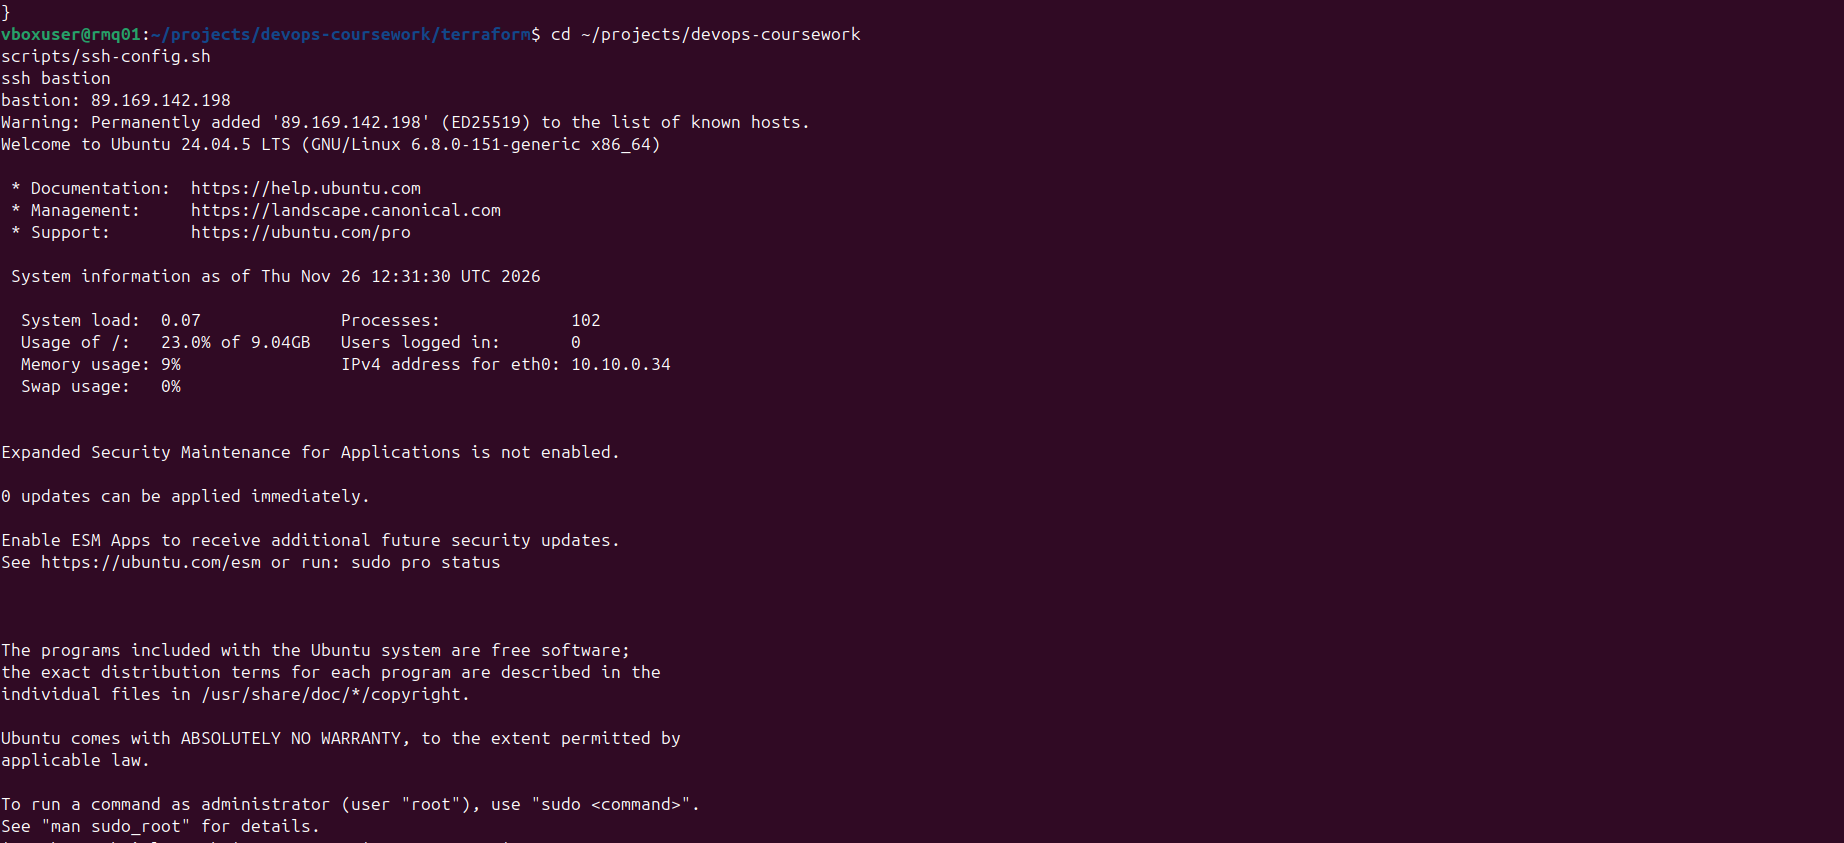 }
vboxuser@rmq01:~/projects/devops-coursework/terraform$ cd ~/projects/devops-coursework
scripts/ssh-config.sh
ssh bastion
bastion: 89.169.142.198
Warning: Permanently added '89.169.142.198' (ED25519) to the list of known hosts.
Welcome to Ubuntu 24.04.5 LTS (GNU/Linux 6.8.0-151-generic x86_64)
* Documentation:  https://help.ubuntu.com
* Management:     https://landscape.canonical.com
* Support:        https://ubuntu.com/pro
System information as of Thu Nov 26 12:31:30 UTC 2026
System load:  0.07              Processes:             102
Usage of /:   23.0% of 9.04GB   Users logged in:       0
Memory usage: 9%                IPv4 address for eth0: 10.10.0.34
Swap usage:   0%
Expanded Security Maintenance for Applications is not enabled.
0 updates can be applied immediately.
Enable ESM Apps to receive additional future security updates.
See https://ubuntu.com/esm or run: sudo pro status
The programs included with the Ubuntu system are free software;
the exact distribution terms for each program are described in the
individual files in /usr/share/doc/*/copyright.
Ubuntu comes with ABSOLUTELY NO WARRANTY, to the extent permitted by
applicable law.
To run a command as administrator (user "root"), use "sudo <command>".
See "man sudo_root" for details.